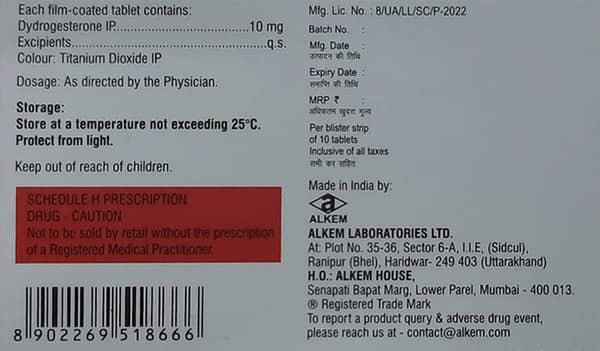 Each film-coated tablet contains:
Dydrogesterone IP....................................10 mg
Excipients.......................................................q.s.
Colour: Titanium Dioxide IP
Dosage: As directed by the Physician.
Storage:
Store at a temperature not exceeding 25°C.
Protect from light.
Keep out of reach of children.
SCHEDULE H PRESCRIPTION
DRUG - CAUTION
Not to be sold by retail without the prescription
of a Registered Medical Practitioner.
8 902269 518666
Mfg. Lic. No. : 8/UA/LL/SC/P-2022
Batch No. :
Mfg. Date :
उत्पादन की तिथि
Expiry Date :
समाप्ति की तिथि
MRP ₹ :
अधिकतम खुदरा मूल्य
Per blister strip
of 10 tablets
Inclusive of all taxes
सभी कर सहित
Made in India by:
ALKEM
ALKEM LABORATORIES LTD.
At: Plot No. 35-36, Sector 6-A, I.I.E, (Sidcul),
Ranipur (Bhel), Haridwar- 249 403 (Uttarakhand)
H.O.: ALKEM HOUSE,
Senapati Bapat Marg, Lower Parel, Mumbai - 400 013.
® Registered Trade Mark
To report a product query & adverse drug event,
please reach us at - contact@alkem.com